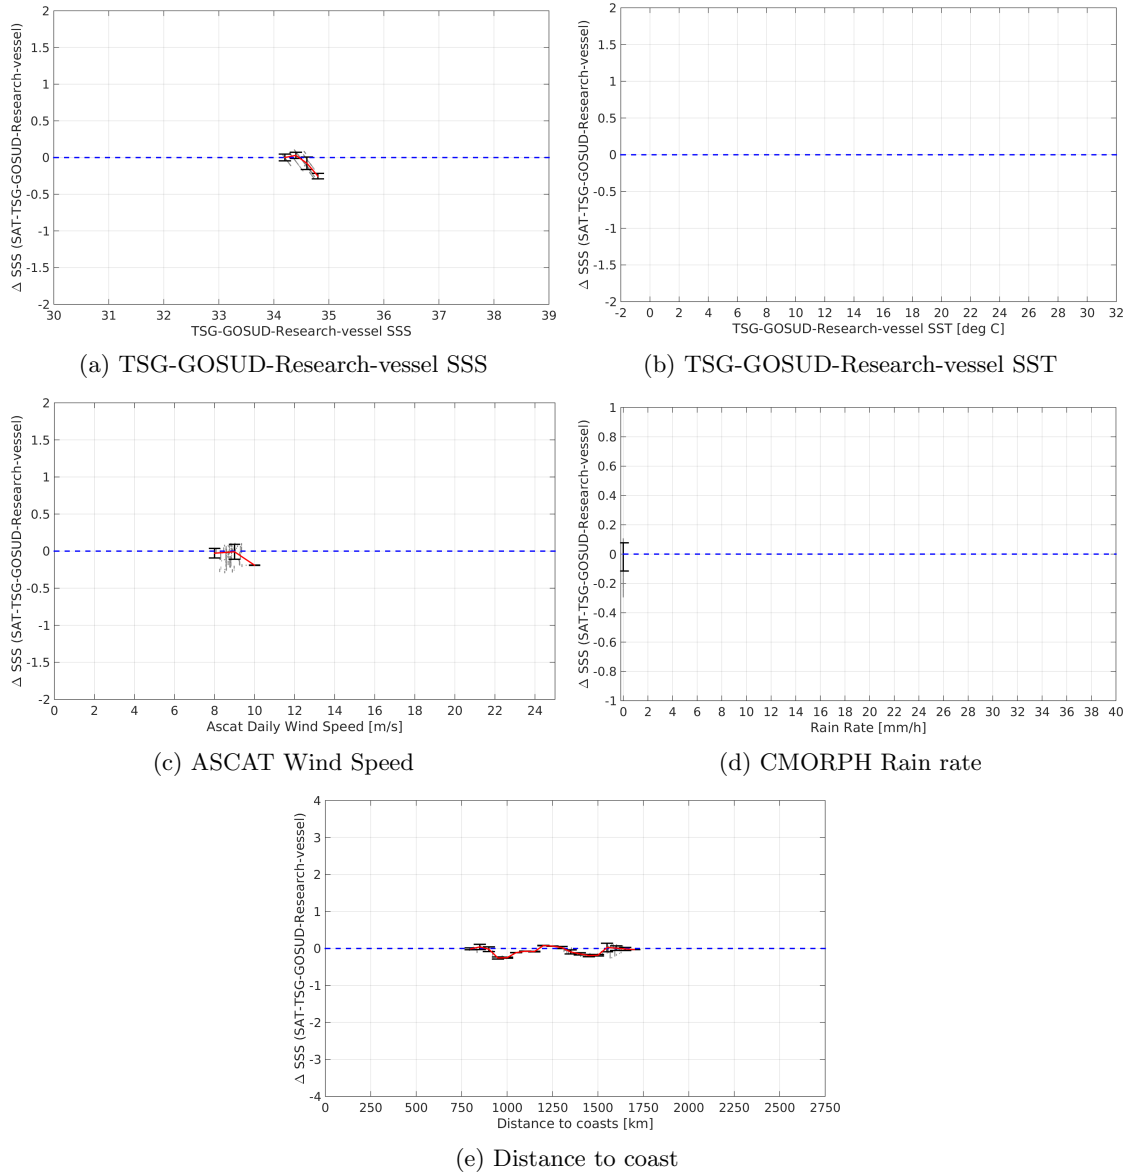 Δ SSS (SAT-TSG-GOSUD-Research-vessel)
2
1.5
1
0.5
0
-0.5
-1
-1.5
-2
30 31 32 33 34 35 36 37 38 39
TSG-GOSUD-Research-vessel SSS
(a) TSG-GOSUD-Research-vessel SSS
Δ SSS (SAT-TSG-GOSUD-Research-vessel)
2
1.5
1
0.5
0
-0.5
-1
-1.5
-2
-2 0 2 4 6 8 10 12 14 16 18 20 22 24 26 28 30 32
TSG-GOSUD-Research-vessel SST [deg C]
(b) TSG-GOSUD-Research-vessel SST
Δ SSS (SAT-TSG-GOSUD-Research-vessel)
2
1.5
1
0.5
0
-0.5
-1
-1.5
-2
0 2 4 6 8 10 12 14 16 18 20 22 24
Ascat Daily Wind Speed [m/s]
(c) ASCAT Wind Speed
Δ SSS (SAT-TSG-GOSUD-Research-vessel)
1
0.8
0.6
0.4
0.2
0
-0.2
-0.4
-0.6
-0.8
-1
0 2 4 6 8 10 12 14 16 18 20 22 24 26 28 30 32 34 36 38 40
Rain Rate [mm/h]
(d) CMORPH Rain rate
Δ SSS (SAT-TSG-GOSUD-Research-vessel)
4
3
2
1
0
-1
-2
-3
-4
0 250 500 750 1000 1250 1500 1750 2000 2250 2500 2750
Distance to coasts [km]
(e) Distance to coast